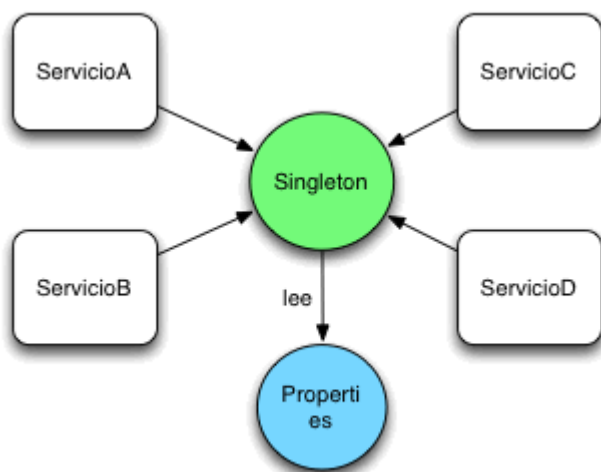 ServicioA
ServicioC
Singleton
ServicioB
ServicioD
lee
Properti
es